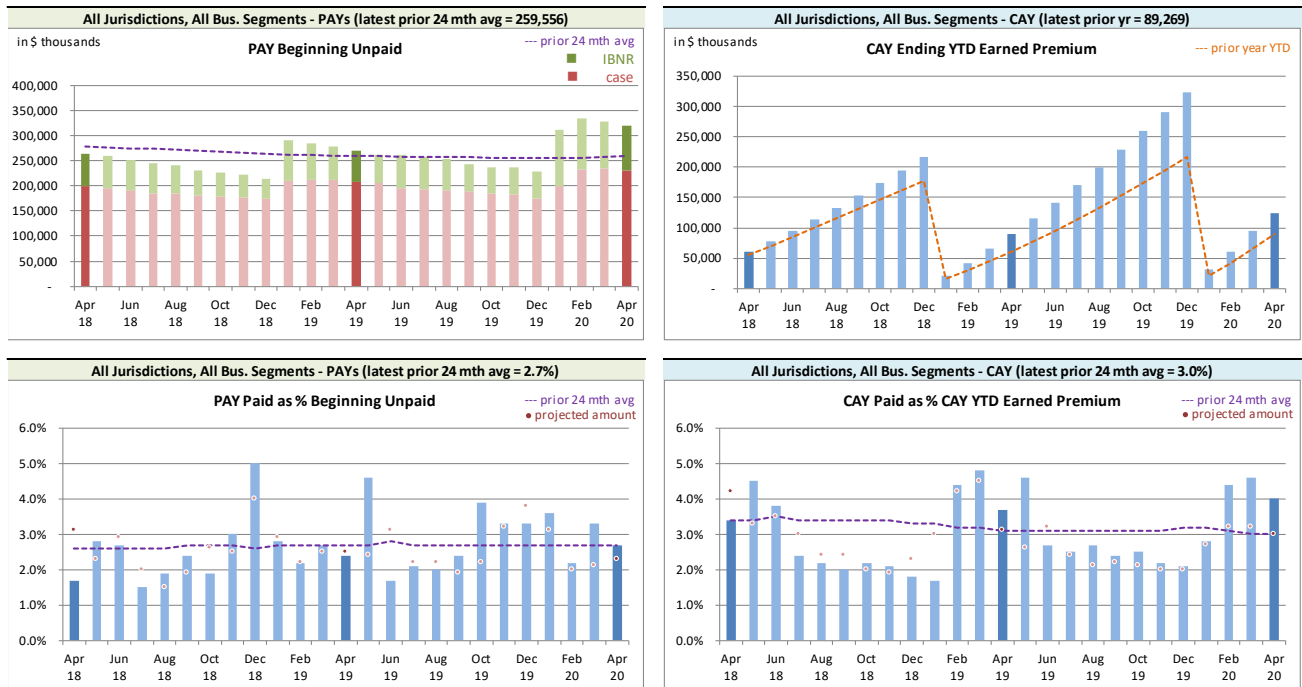 All Jurisdictions, All Bus. Segments - PAYs (latest prior 24 mth avg = 259,556)
in $ thousands
PAY Beginning Unpaid
--- prior 24 mth avg
IBNR
case
400,000
350,000
300,000
250,000
200,000
150,000
100,000
50,000
-
Apr Jun Aug Oct Dec Feb Apr Jun Aug Oct Dec Feb Apr
18 18 18 18 18 19 19 19 19 19 19 20 20
All Jurisdictions, All Bus. Segments - CAY (latest prior yr = 89,269)
in $ thousands
CAY Ending YTD Earned Premium
--- prior year YTD
350,000
300,000
250,000
200,000
150,000
100,000
50,000
-
Apr Jun Aug Oct Dec Feb Apr Jun Aug Oct Dec Feb Apr
18 18 18 18 18 19 19 19 19 19 19 20 20
All Jurisdictions, All Bus. Segments - PAYs (latest prior 24 mth avg = 2.7%)
PAY Paid as % Beginning Unpaid
--- prior 24 mth avg
• projected amount
6.0%
5.0%
4.0%
3.0%
2.0%
1.0%
0.0%
Apr Jun Aug Oct Dec Feb Apr Jun Aug Oct Dec Feb Apr
18 18 18 18 18 19 19 19 19 19 19 20 20
All Jurisdictions, All Bus. Segments - CAY (latest prior 24 mth avg = 3.0%)
CAY Paid as % CAY YTD Earned Premium
--- prior 24 mth avg
• projected amount
6.0%
5.0%
4.0%
3.0%
2.0%
1.0%
0.0%
Apr Jun Aug Oct Dec Feb Apr Jun Aug Oct Dec Feb Apr
18 18 18 18 18 19 19 19 19 19 19 20 20